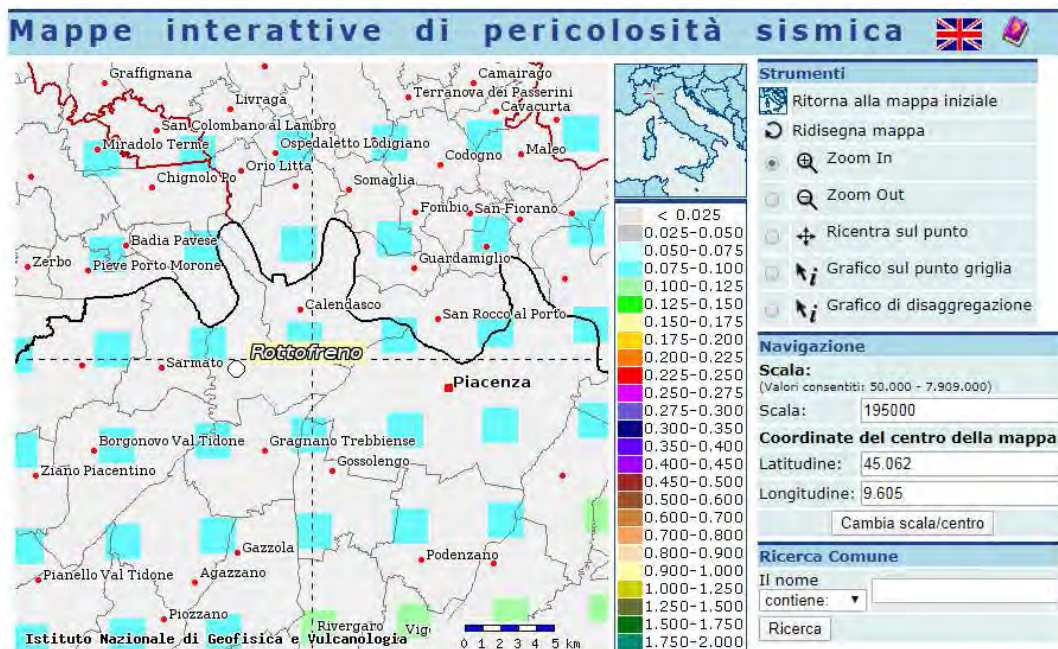 Mappe interattive di pericolosità sismica
Graffignana
Camairago
Livraga
Terranova dei Passerini
Cavacurta
San Colombano al Lambro
Miradolo Terme
Ospedaletto Lodigiano
Codogno
Maleo
Orio Litta
Chignolo Po
Somaglia
Fombio
San Fiorano
Badia Pavese
Zerbo
Pieve Porto Morone
Guardamiglio
Calendasco
San Rocco al Porto
Rottofreno
Sarmato
Piacenza
Borgonovo Val Tidone
Gragnano Trebbiense
Ziano Piacentino
Gossolengo
Gazzola
Podenzano
Pianello Val Tidone
Agazzano
Piozzano
Rivergaro
Vigo
Istituto Nazionale di Geofisica e Vulcanologia
0 1 2 3 4 5 km
< 0.025
0.025-0.050
0.050-0.075
0.075-0.100
0.100-0.125
0.125-0.150
0.150-0.175
0.175-0.200
0.200-0.225
0.225-0.250
0.250-0.275
0.275-0.300
0.300-0.350
0.350-0.400
0.400-0.450
0.450-0.500
0.500-0.600
0.600-0.700
0.700-0.800
0.800-0.900
0.900-1.000
1.000-1.250
1.250-1.500
1.500-1.750
1.750-2.000
Strumenti
Ritorna alla mappa iniziale
Ridisegna mappa
Zoom In
Zoom Out
Ricentra sul punto
Grafico sul punto griglia
Grafico di disaggregazione
Navigazione
Scala:
(Valori consentiti: 50.000 - 7.909.000)
Scala: 195000
Coordinate del centro della mappa
Latitudine: 45.062
Longitudine: 9.605
Cambia scala/centro
Ricerca Comune
Il nome
contiene:
Ricerca